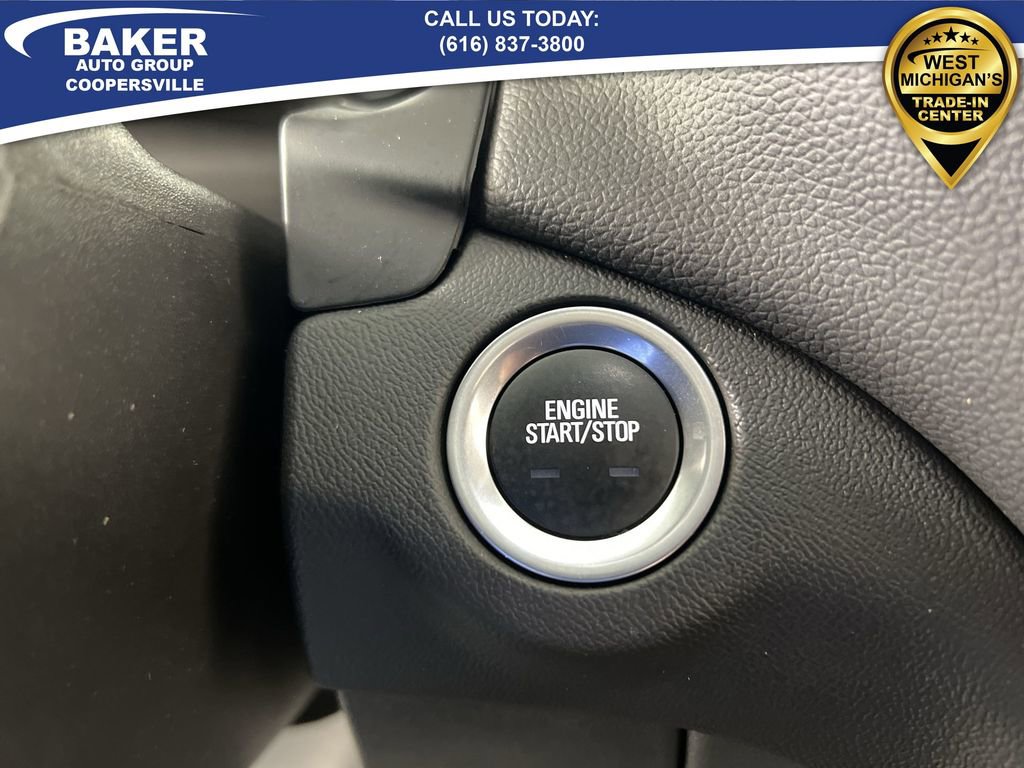 BAKER
AUTO GROUP
COOPERSVILLE
CALL US TODAY:
(616) 837-3800
WEST
MICHIGAN'S
TRADE-IN
CENTER
ENGINE
START/STOP